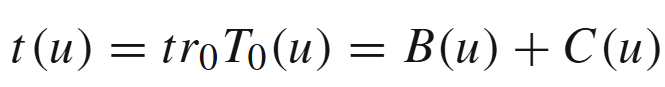 t(u) = tr₀T₀(u) = B(u) + C(u)